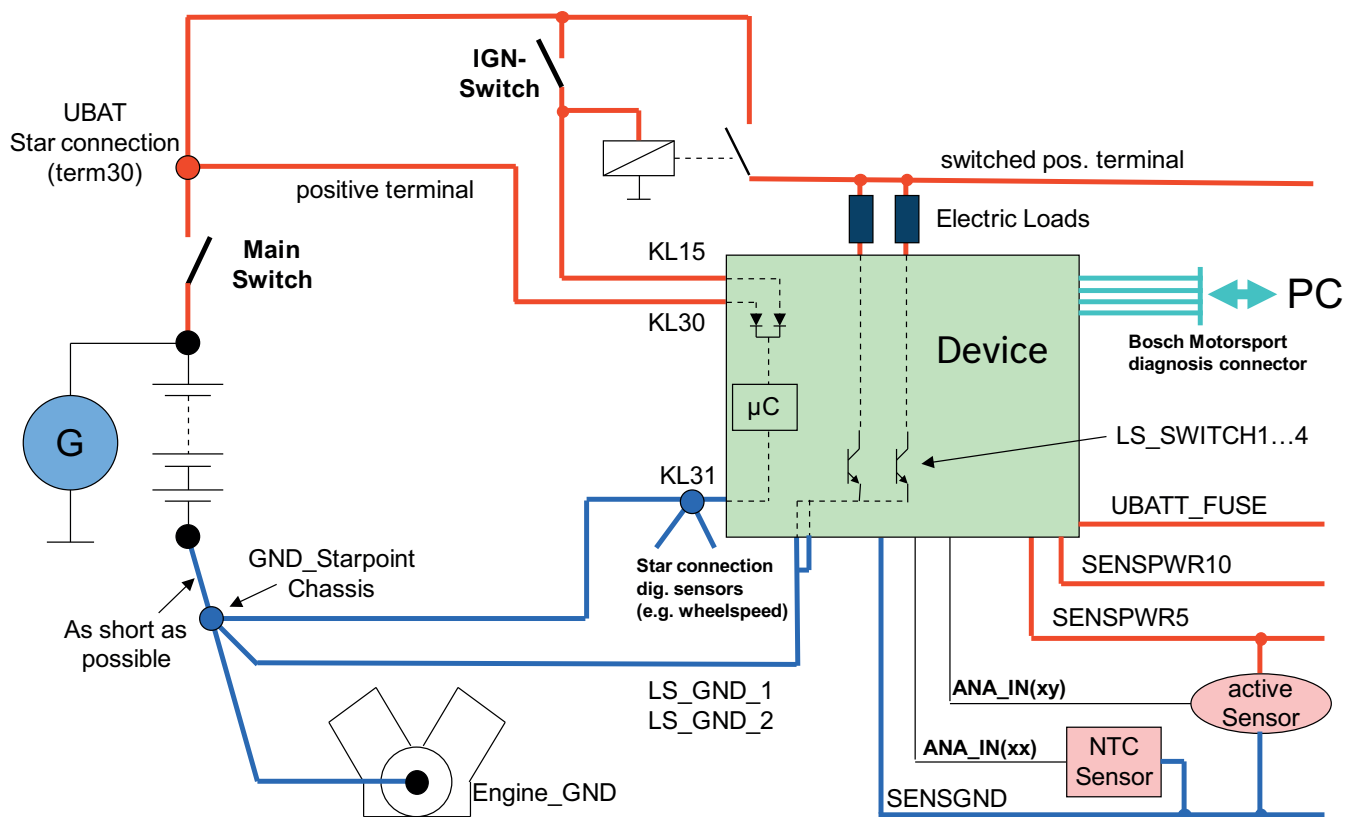 IGN-
Switch
UBAT
Star connection
(term30)
positive terminal
switched pos. terminal
Electric Loads
Main
Switch
KL15
KL30
Device
PC
Bosch Motorsport
diagnosis connector
µC
G
LS_SWITCH1…4
KL31
UBATT_FUSE
GND_Starpoint
Chassis
Star connection
dig. sensors
(e.g. wheelspeed)
SENSPWR10
As short as
possible
SENSPWR5
LS_GND_1
LS_GND_2
ANA_IN(xy)
active
Sensor
ANA_IN(xx)
NTC
Sensor
Engine_GND
SENSGND